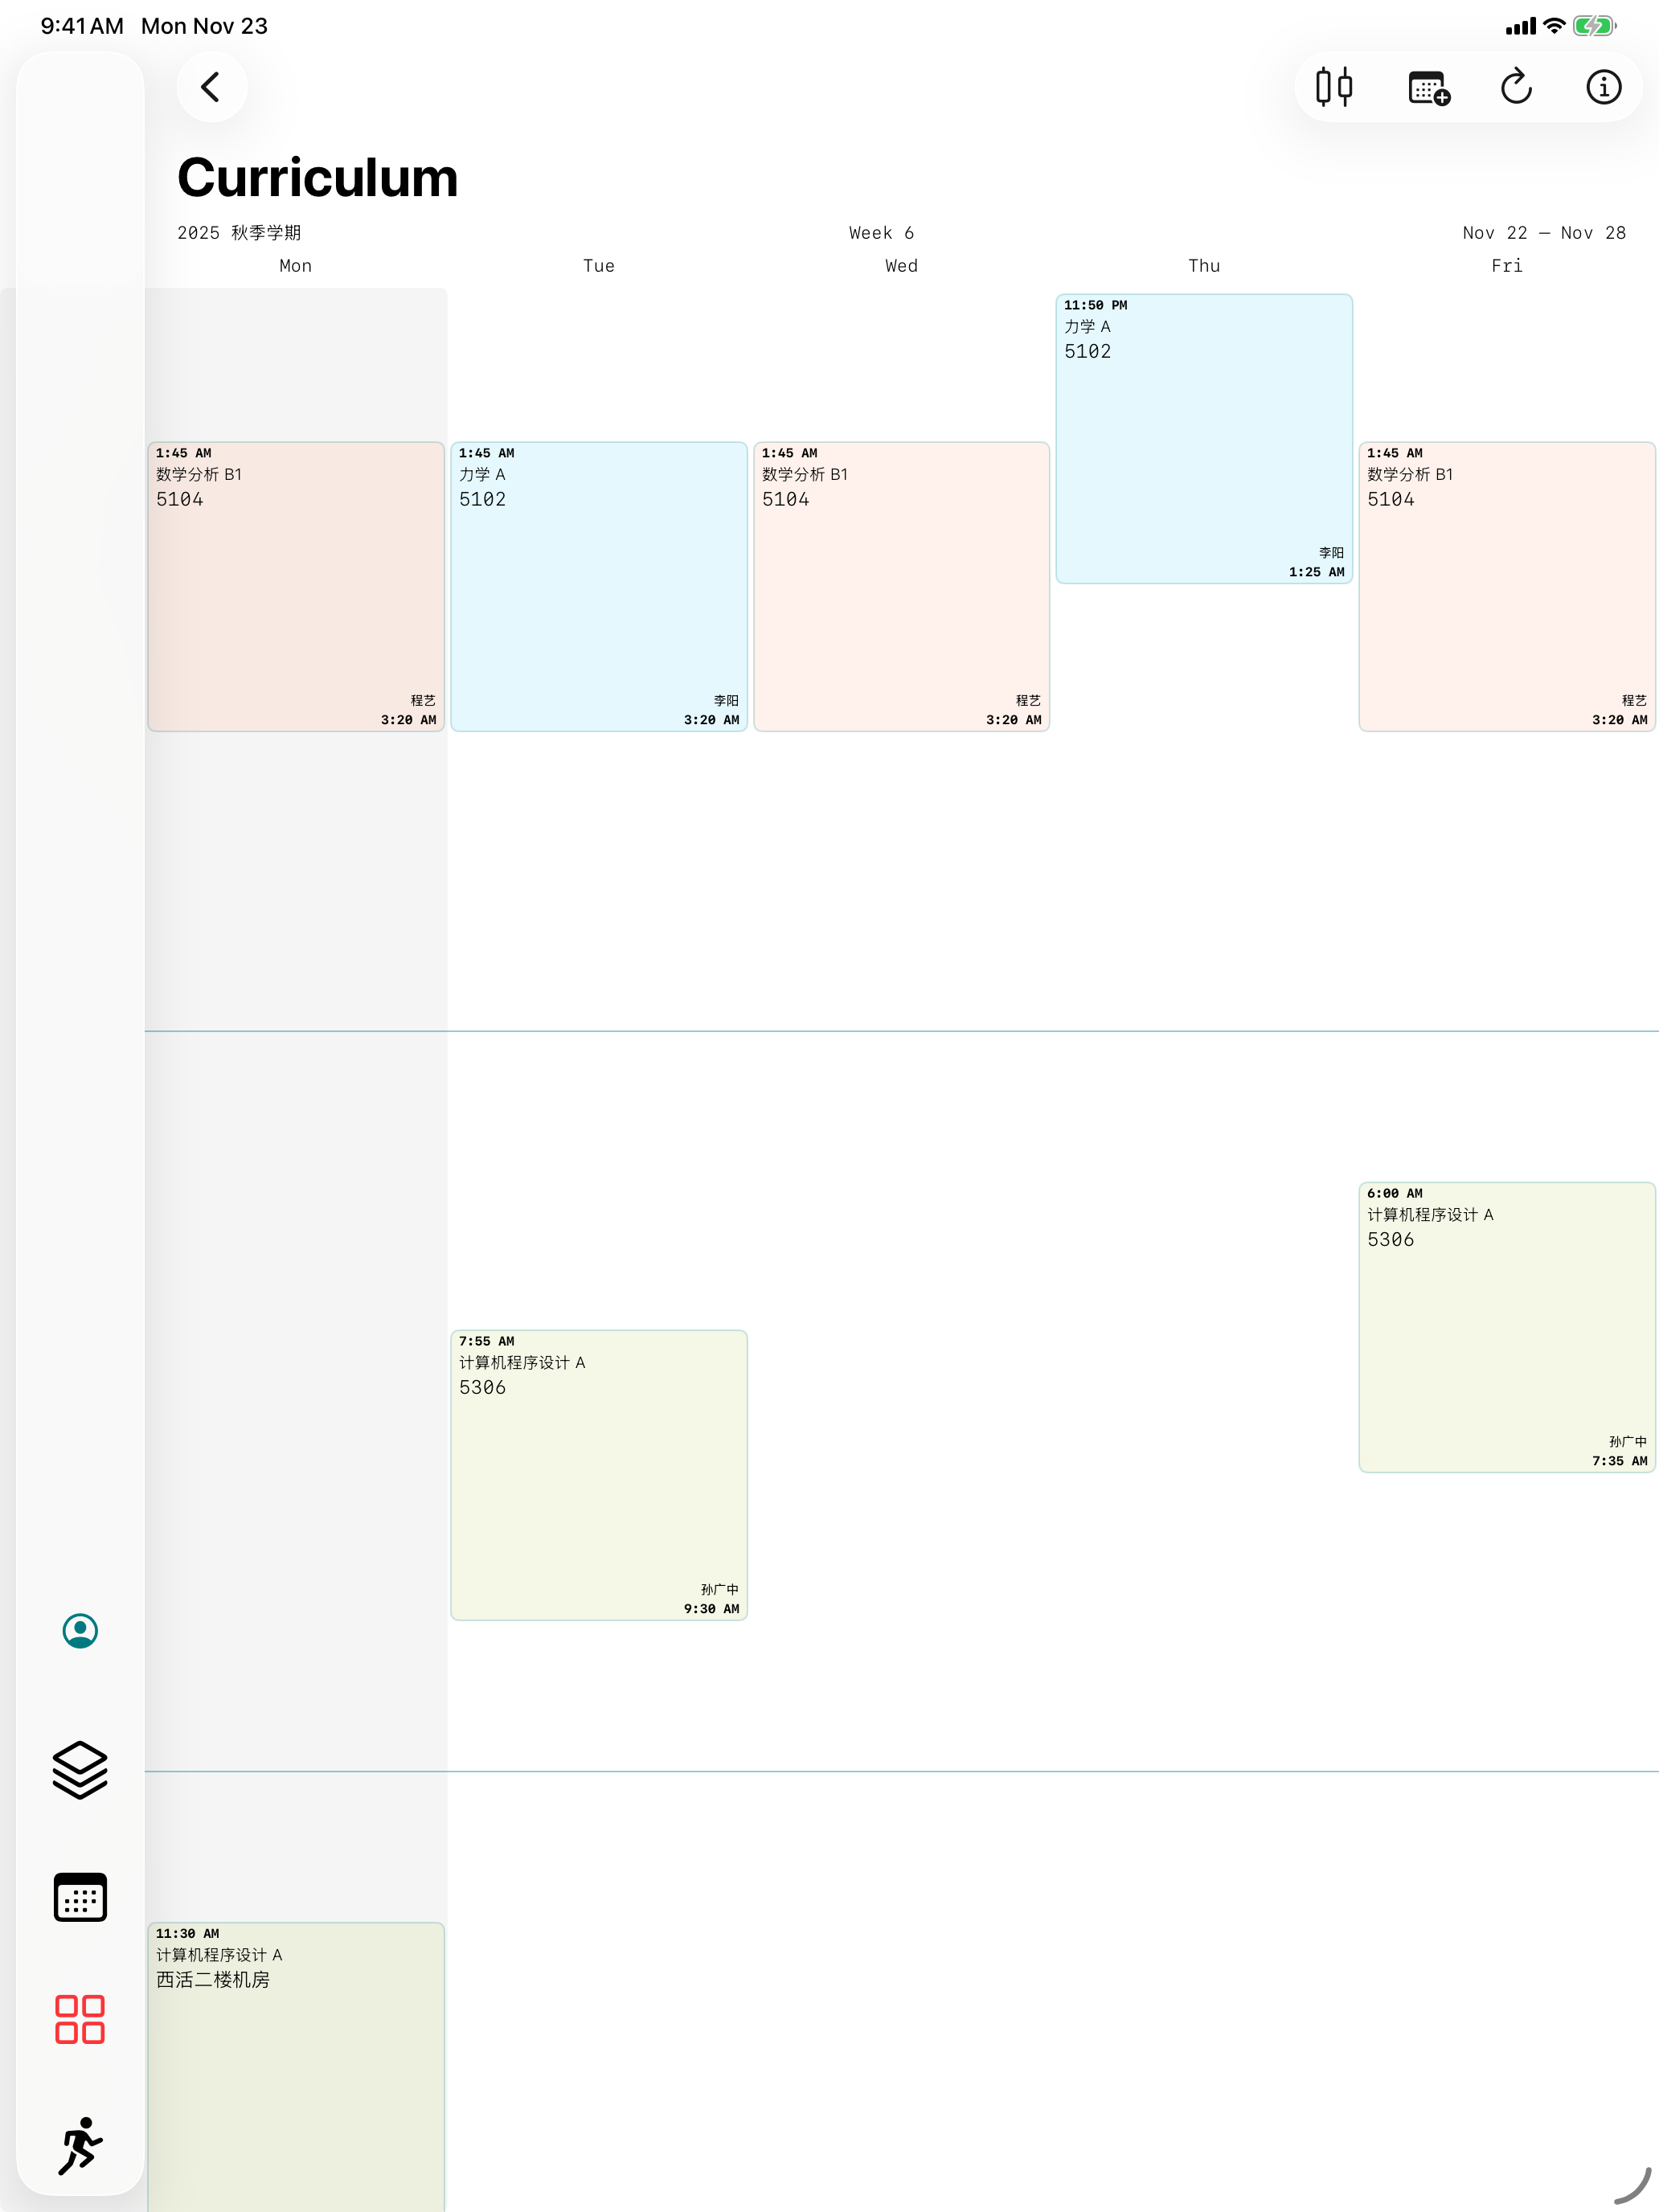 9:41 AM Mon Nov 23
Curriculum
2025 秋季学期 Week 6 Nov 22 – Nov 28
Mon Tue Wed Thu Fri
11:50 PM
力学 A
5102
李阳
1:25 AM
1:45 AM
数学分析 B1
5104
程艺
3:20 AM
1:45 AM
力学 A
5102
李阳
3:20 AM
1:45 AM
数学分析 B1
5104
程艺
3:20 AM
1:45 AM
数学分析 B1
5104
程艺
3:20 AM
6:00 AM
计算机程序设计 A
5306
孙广中
7:35 AM
7:55 AM
计算机程序设计 A
5306
孙广中
9:30 AM
11:30 AM
计算机程序设计 A
西活二楼机房